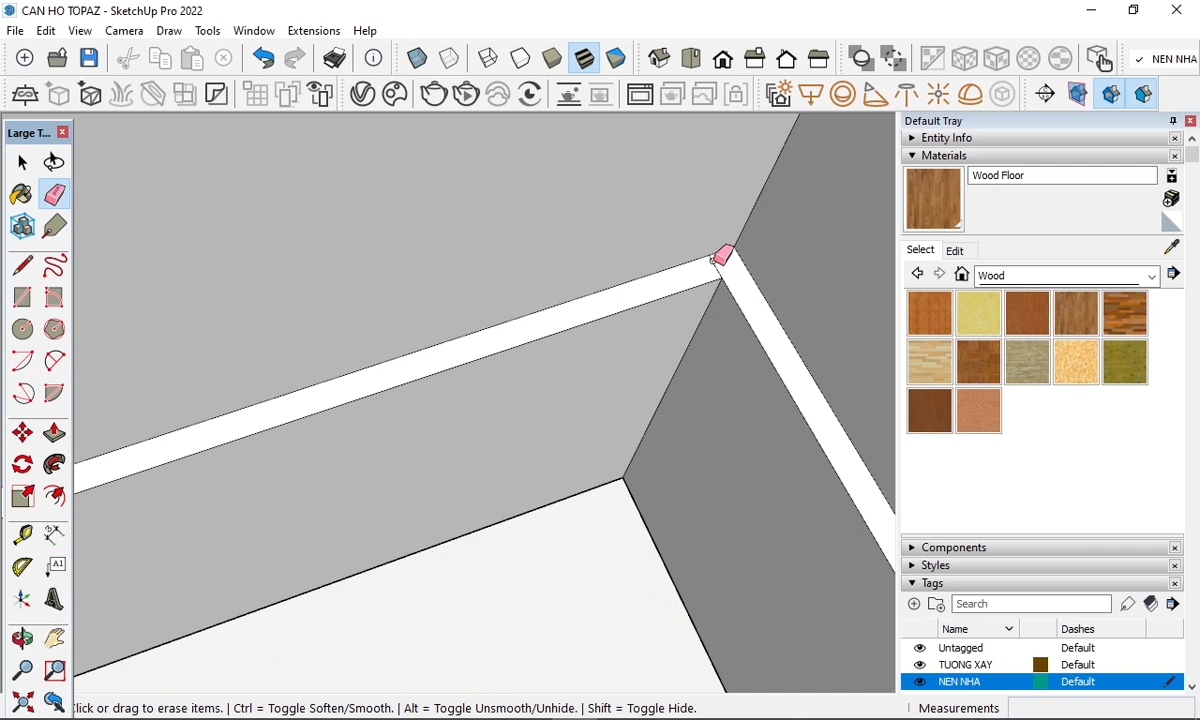 CAN HO TOPAZ - SketchUp Pro 2022
File Edit View Camera Draw Tools Window Extensions Help
NEN NHA
Large T...
Default Tray
Entity Info
Materials
Wood Floor
Select Edit
Wood
A1
Components
Styles
Tags
Search
Name Dashes
Untagged Default
TUONG XAY Default
NEN NHA Default
lick or drag to erase items. | Ctrl = Toggle Soften/Smooth. | Alt = Toggle Unsmooth/Unhide. | Shift = Toggle Hide.
Measurements